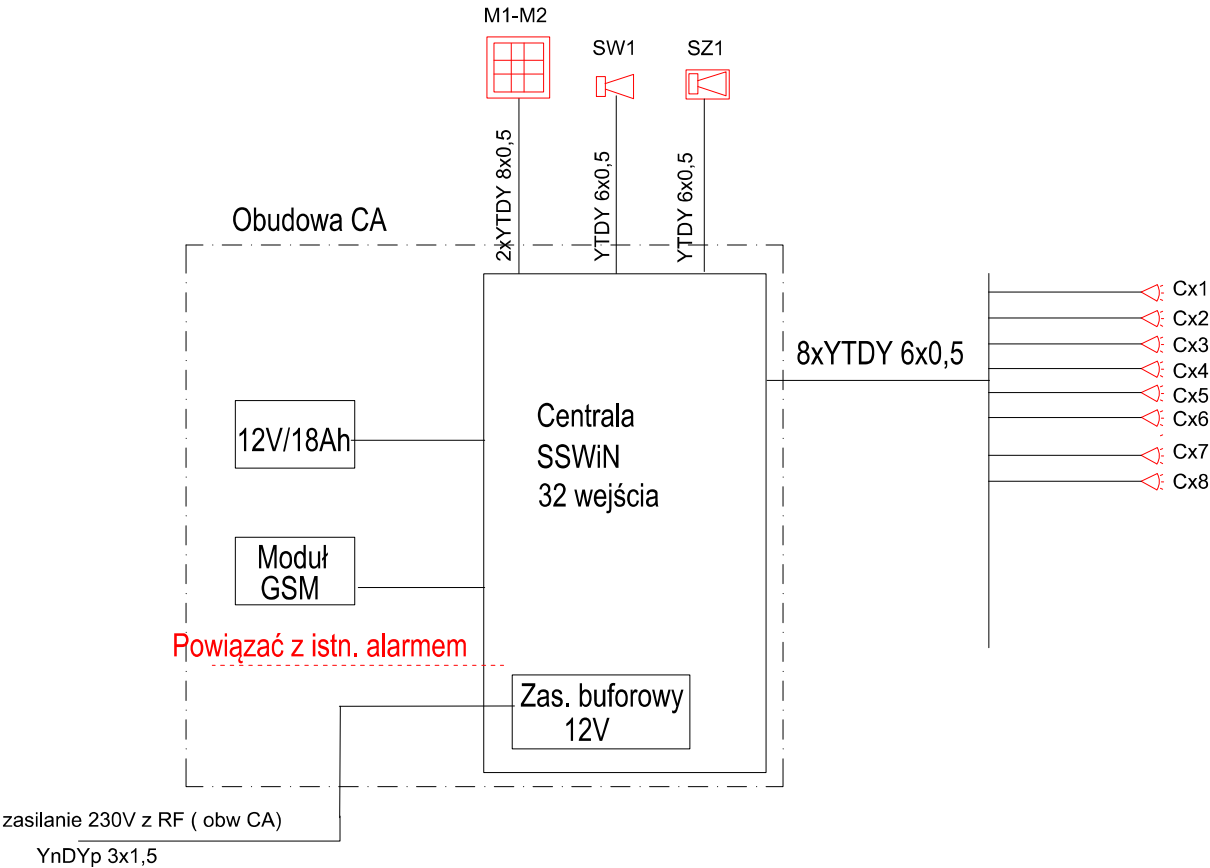 M1-M2
SW1
SZ1
2xYTDY 8x0,5
YTDY 6x0,5
YTDY 6x0,5
Obudowa CA
Cx1
Cx2
Cx3
Cx4
Cx5
Cx6
Cx7
Cx8
8xYTDY 6x0,5
12V/18Ah
Centrala
SSWiN
32 wejścia
Moduł
GSM
Powiązać z istn. alarmem
Zas. buforowy
12V
zasilanie 230V z RF ( obw CA)
YnDYp 3x1,5